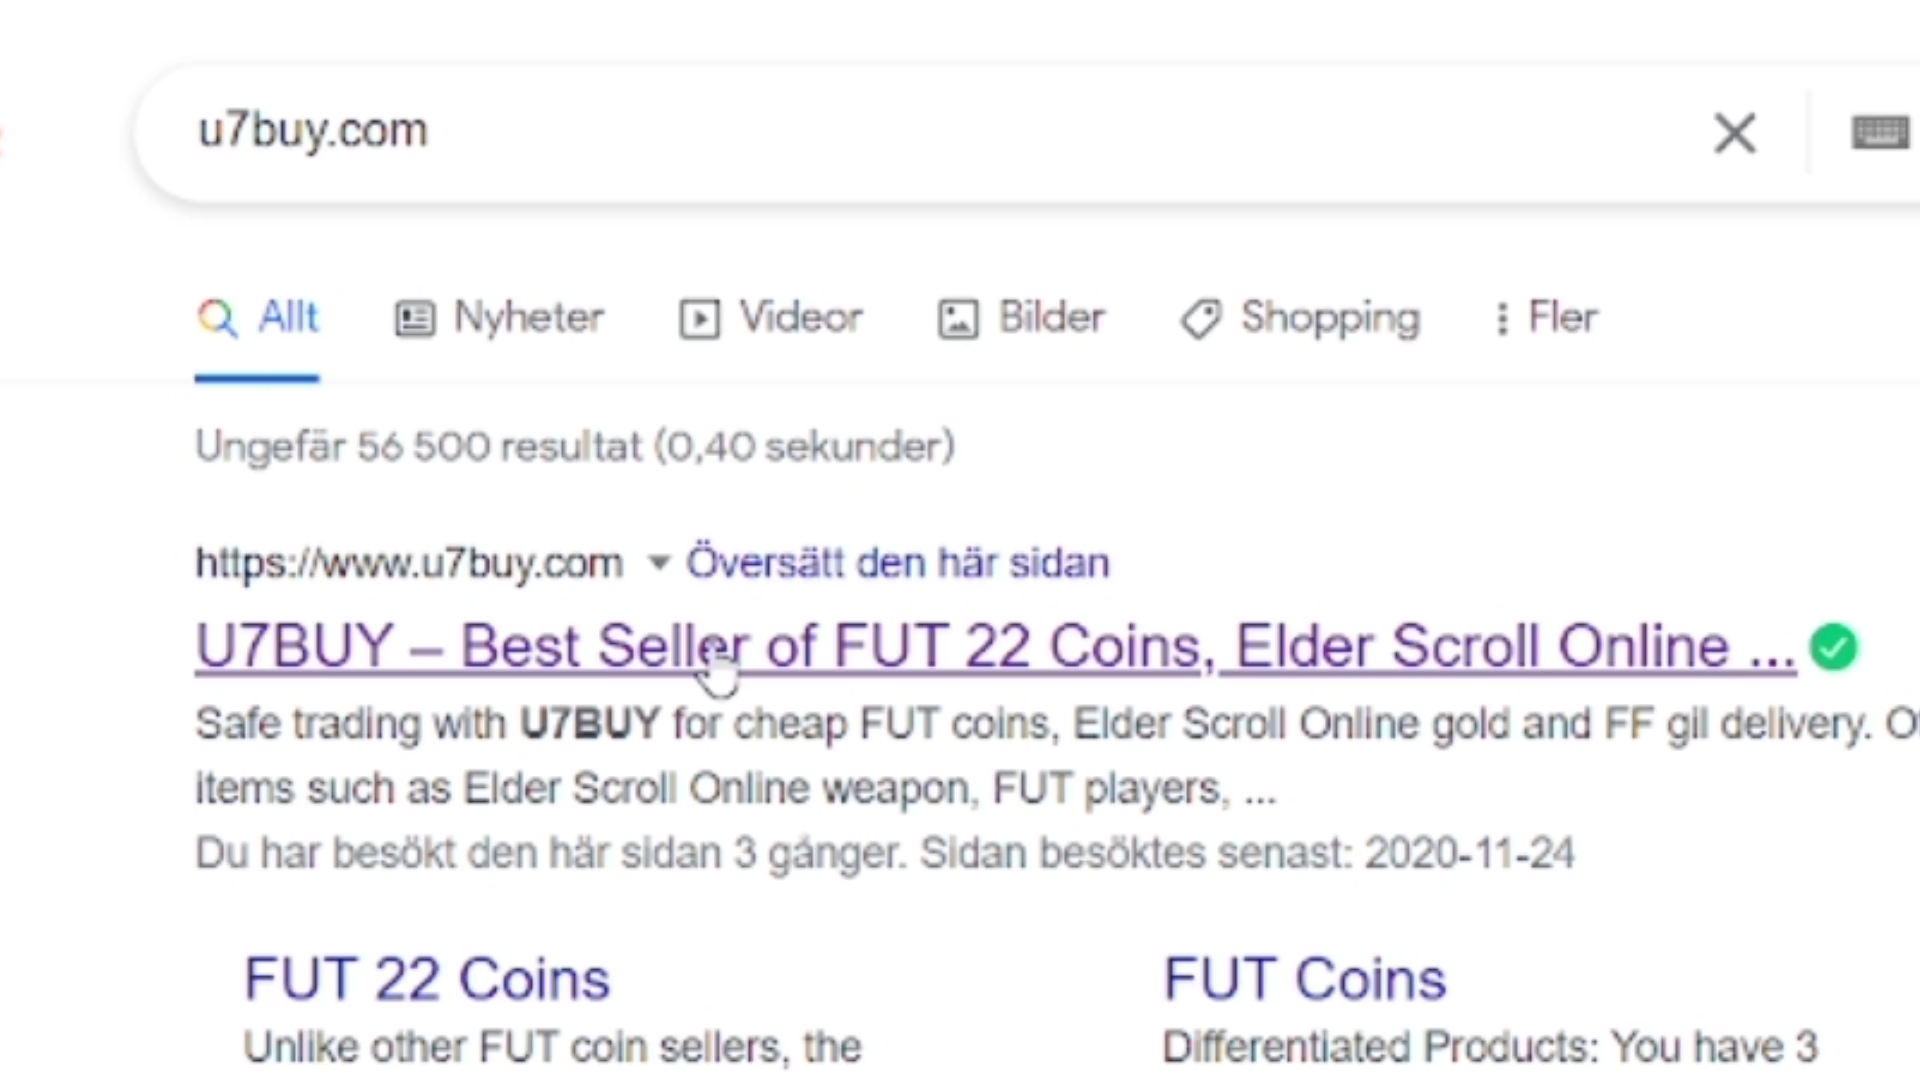 u7buy.com
Allt Nyheter Videor Bilder Shopping Fler
Ungefär 56 500 resultat (0,40 sekunder)
https://www.u7buy.com Översätt den här sidan
U7BUY – Best Seller of FUT 22 Coins, Elder Scroll Online ...
Safe trading with U7BUY for cheap FUT coins, Elder Scroll Online gold and FF gil delivery.
items such as Elder Scroll Online weapon, FUT players, ...
Du har besökt den här sidan 3 gånger. Sidan besöktes senast: 2020-11-24
FUT 22 Coins FUT Coins
Unlike other FUT coin sellers, the Differentiated Products: You have 3